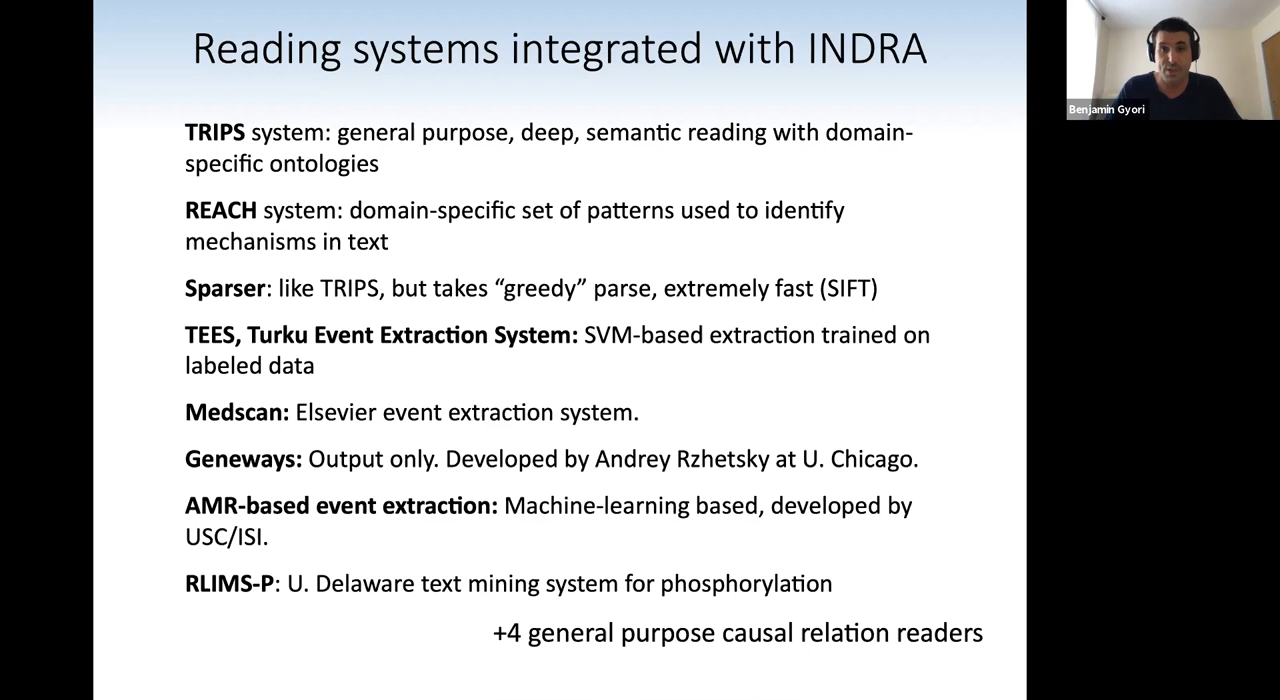 Reading systems integrated with INDRA
TRIPS system: general purpose, deep, semantic reading with domain-
specific ontologies
REACH system: domain-specific set of patterns used to identify
mechanisms in text
Sparser: like TRIPS, but takes “greedy” parse, extremely fast (SIFT)
TEES, Turku Event Extraction System: SVM-based extraction trained on
labeled data
Medscan: Elsevier event extraction system.
Geneways: Output only. Developed by Andrey Rzhetsky at U. Chicago.
AMR-based event extraction: Machine-learning based, developed by
USC/ISI.
RLIMS-P: U. Delaware text mining system for phosphorylation
+4 general purpose causal relation readers
Benjamin Gyori